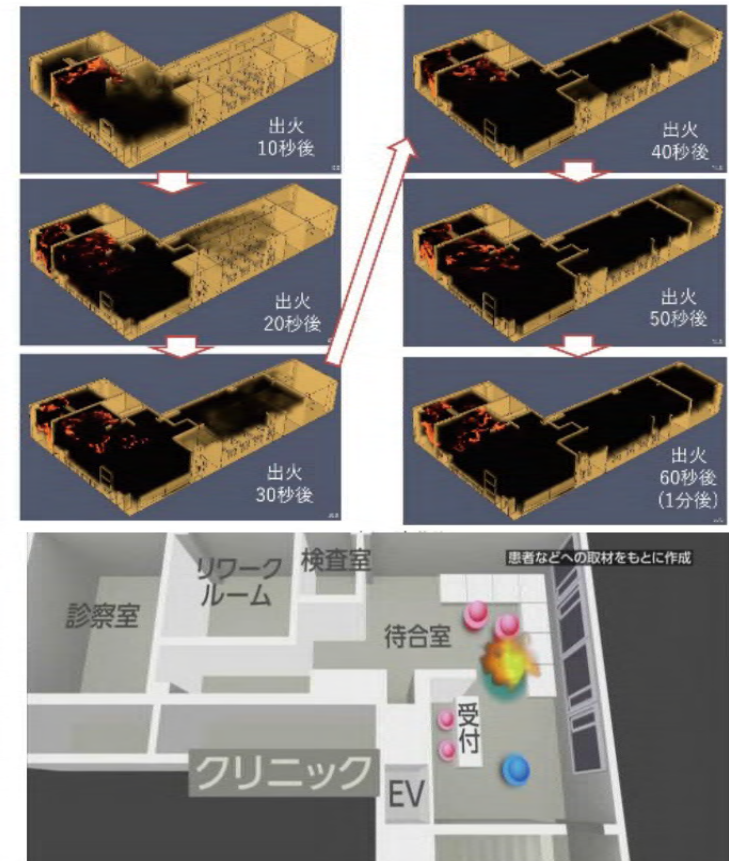 出火
10秒後
出火
20秒後
出火
30秒後
出火
40秒後
出火
50秒後
出火
60秒後
(1分後)
患者などへの取材をもとに作成
診察室
リワーク
ルーム
検査室
待合室
受付
クリニック
EV